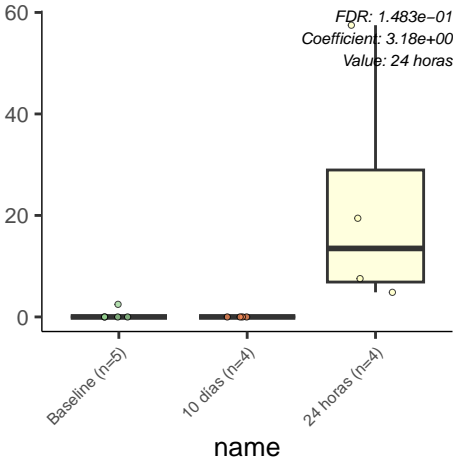 FDR: 1.483e−01
Coefficient: 3.18e+00
Value: 24 horas
60
40
20
0
Baseline (n=5)
10 días (n=4)
24 horas (n=4)
name